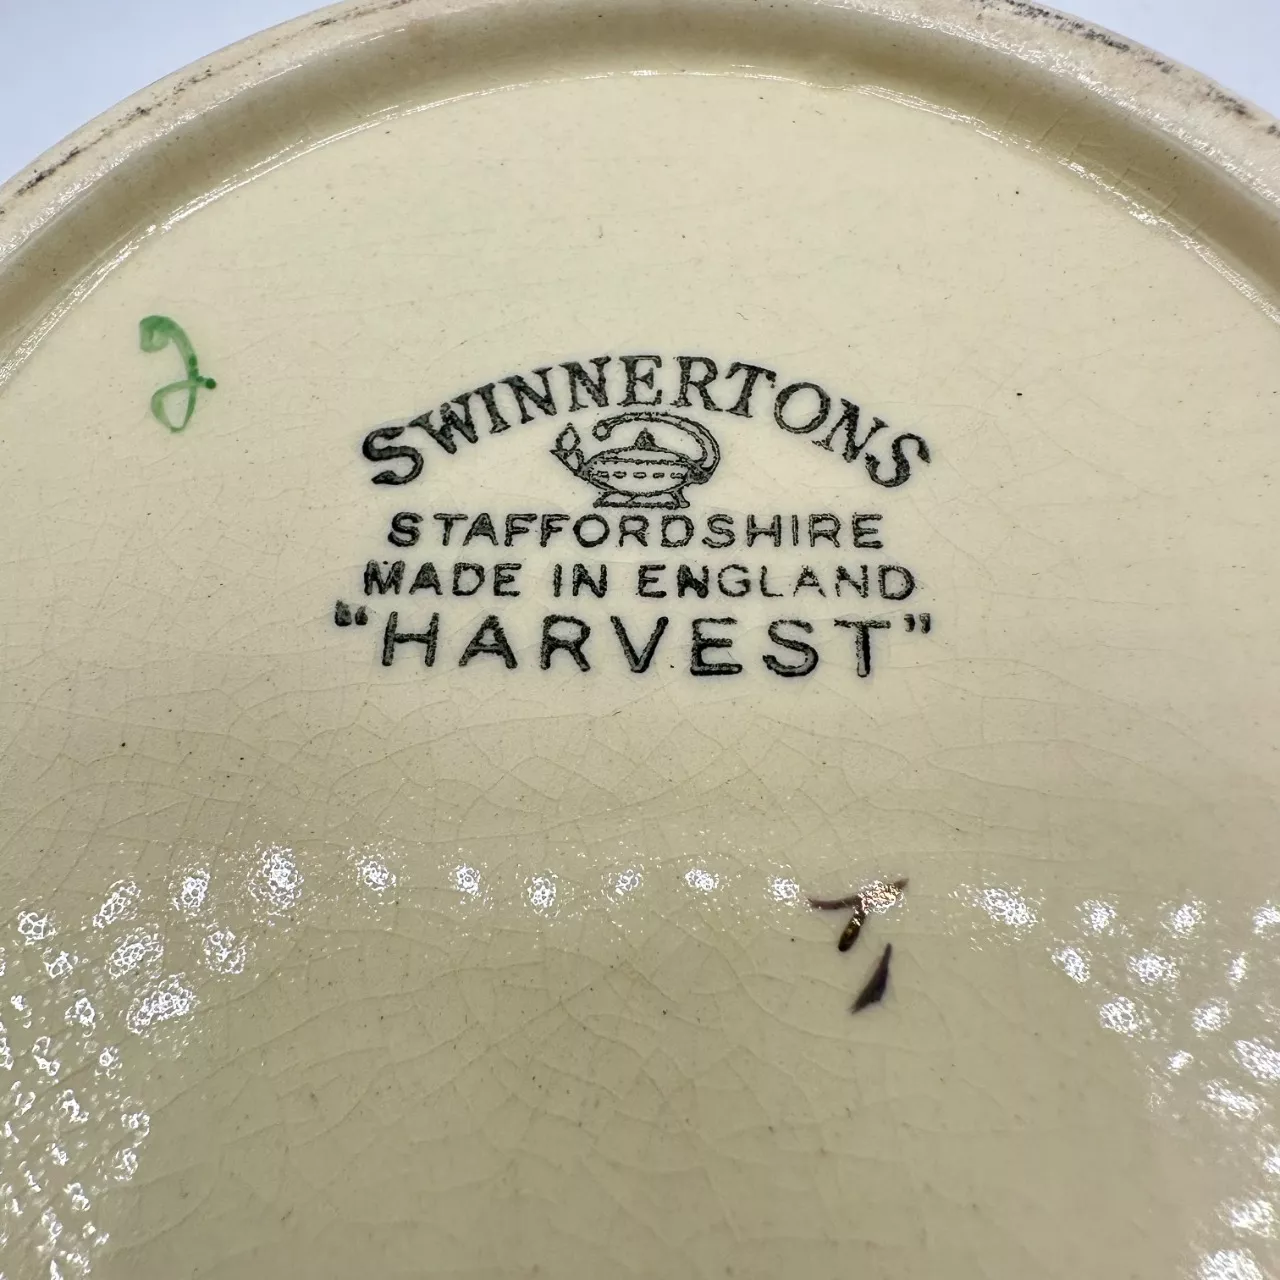 SWINNERTONS
STAFFORDSHIRE
MADE IN ENGLAND
"HARVEST"